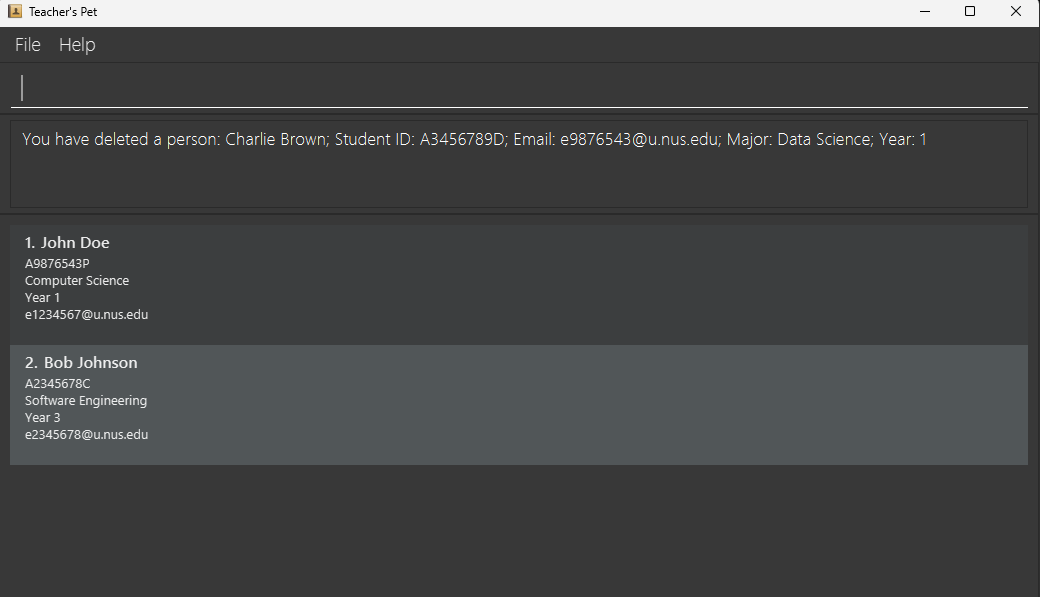 Teacher's Pet
File Help
You have deleted a person: Charlie Brown; Student ID: A3456789D; Email: e9876543@u.nus.edu; Major: Data Science; Year: 1
1. John Doe
A9876543P
Computer Science
Year 1
e1234567@u.nus.edu
2. Bob Johnson
A2345678C
Software Engineering
Year 3
e2345678@u.nus.edu